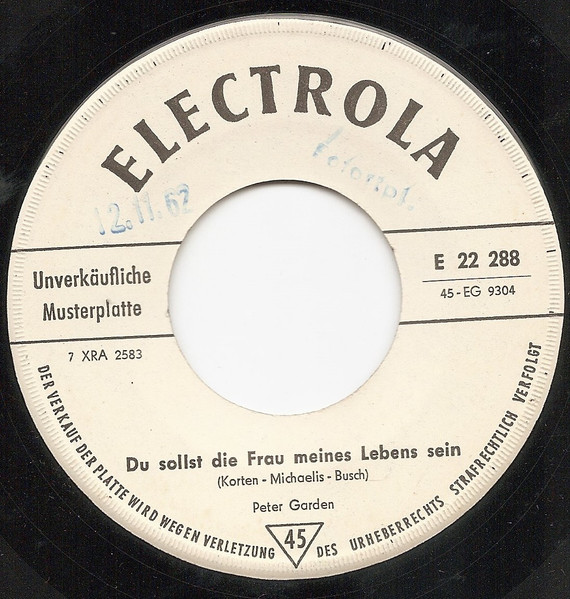 ELECTROLA
12.11.62
Unverkäufliche
Musterplatte
E 22 288
45-EG 9304
7 XRA 2583
Du sollst die Frau meines Lebens sein
(Korten - Michaelis - Busch)
Peter Garden
45
DER VERKAUF DER PLATTE WIRD WEGEN VERLETZUNG DES URHEBERRECHTS STRAFRECHTLICH VERFOLGT